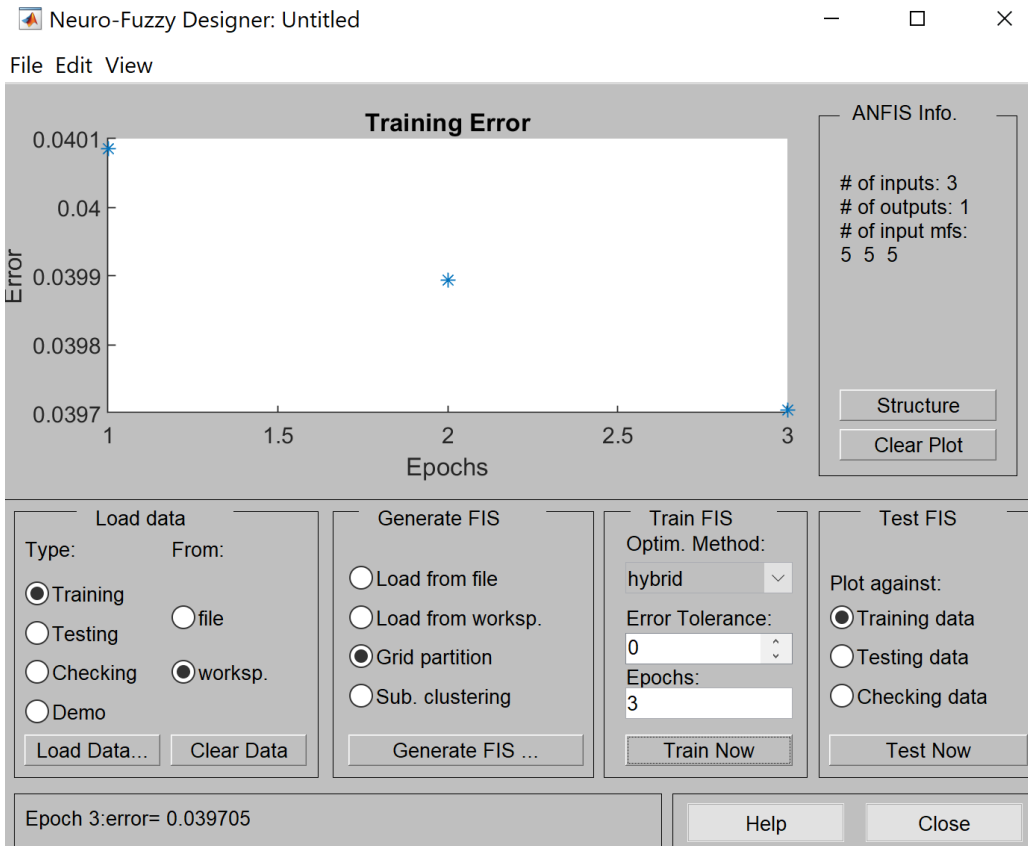 Neuro-Fuzzy Designer: Untitled
File Edit View
Training Error
0.0401
0.04
0.0399
0.0398
0.0397
Error
1 1.5 2 2.5 3
Epochs
ANFIS Info.
# of inputs: 3
# of outputs: 1
# of input mfs:
5 5 5
Structure
Clear Plot
Load data
Type: From:
Training
Testing
Checking
Demo
file
worksp.
Load Data... Clear Data
Generate FIS
Load from file
Load from worksp.
Grid partition
Sub. clustering
Generate FIS ...
Train FIS
Optim. Method:
hybrid
Error Tolerance:
0
Epochs:
3
Train Now
Test FIS
Plot against:
Training data
Testing data
Checking data
Test Now
Epoch 3:error= 0.039705
Help Close